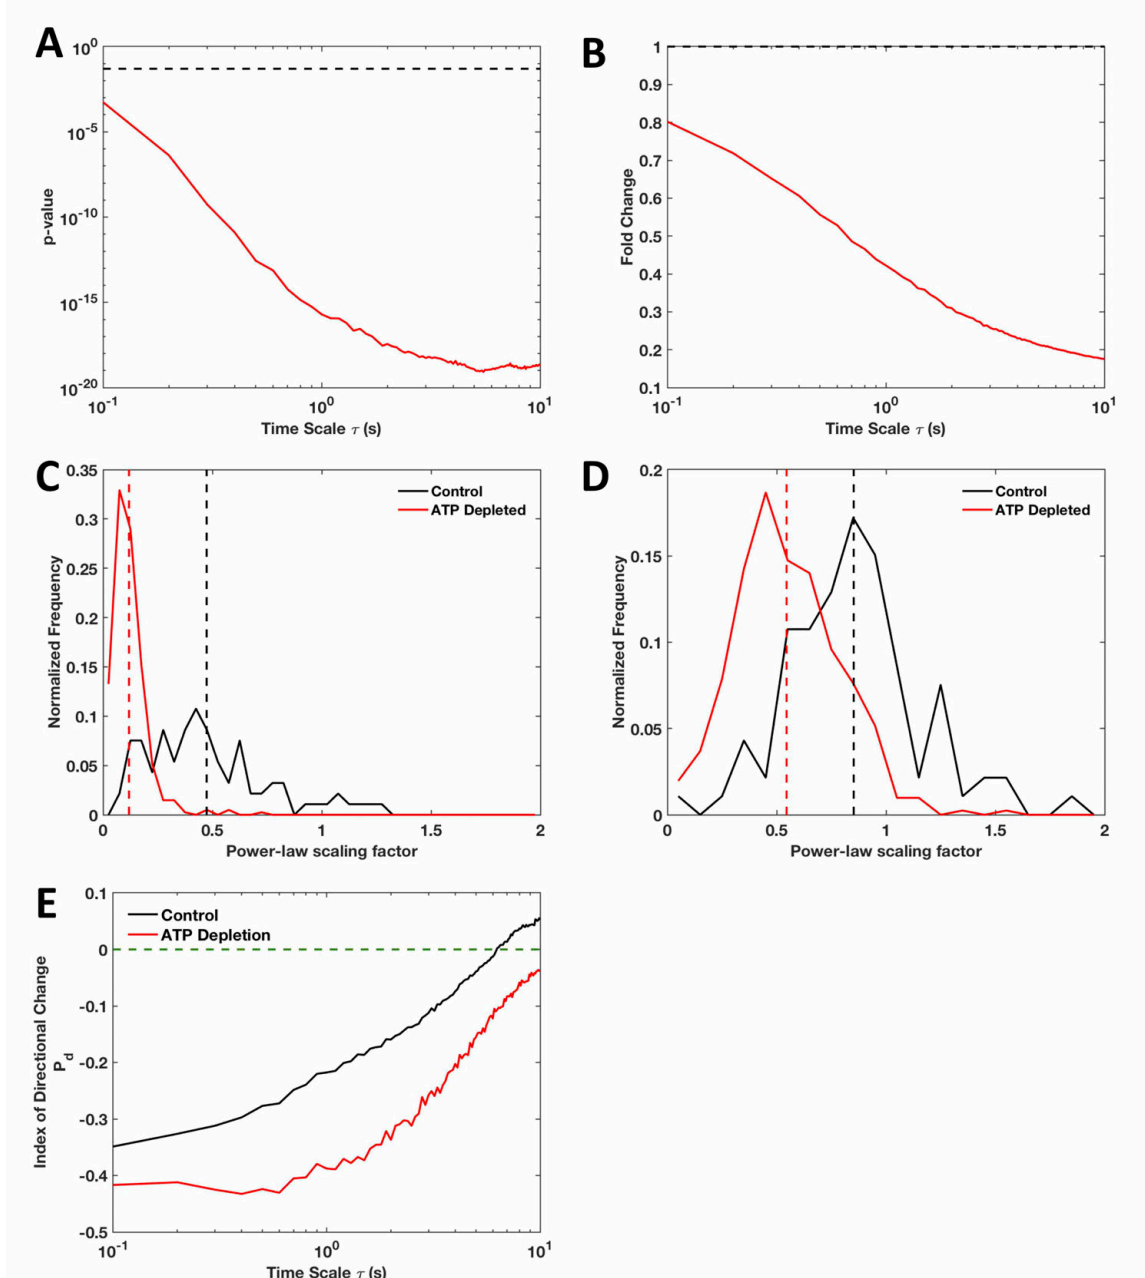 A
10^0
10^-5
10^-10
10^-15
10^-20
p-value
10^-1
10^0
10^1
Time Scale τ (s)
B
1
0.9
0.8
0.7
0.6
0.5
0.4
0.3
0.2
0.1
Fold Change
10^-1
10^0
10^1
Time Scale τ (s)
C
0.35
0.3
0.25
0.2
0.15
0.1
0.05
0
Normalized Frequency
Control
ATP Depleted
0
0.5
1
1.5
2
Power-law scaling factor
D
0.2
0.15
0.1
0.05
0
Normalized Frequency
Control
ATP Depleted
0
0.5
1
1.5
2
Power-law scaling factor
E
0.1
0
-0.1
-0.2
-0.3
-0.4
-0.5
Index of Directional Change
P_d
Control
ATP Depletion
10^-1
10^0
10^1
Time Scale τ (s)